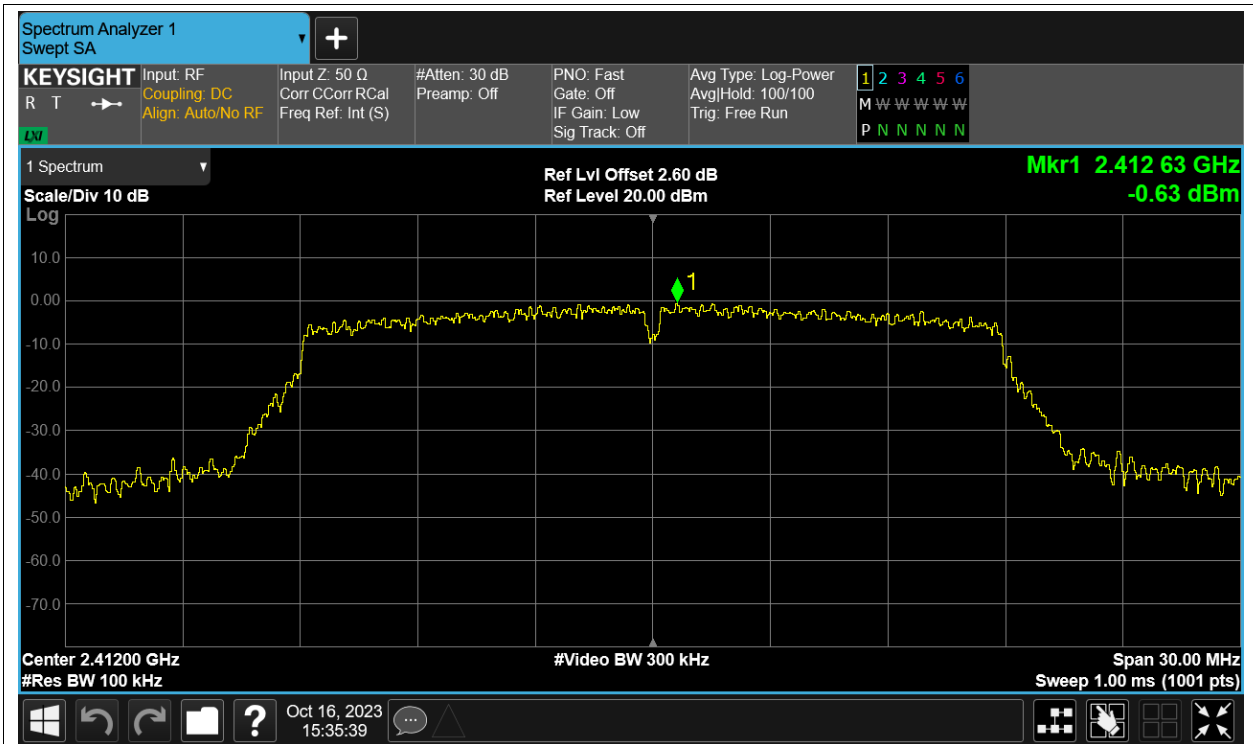 Spectrum Analyzer 1
Swept SA
KEYSIGHT
R T
LXI
Input: RF
Coupling: DC
Align: Auto/No RF
Input Z: 50 Ω
Corr CCorr RCal
Freq Ref: Int (S)
#Atten: 30 dB
Preamp: Off
PNO: Fast
Gate: Off
IF Gain: Low
Sig Track: Off
Avg Type: Log-Power
Avg|Hold: 100/100
Trig: Free Run
1 2 3 4 5 6
M W W W W W
P N N N N N
1 Spectrum
Scale/Div 10 dB
Log
Ref Lvl Offset 2.60 dB
Ref Level 20.00 dBm
Mkr1 2.412 63 GHz
-0.63 dBm
10.0
0.00
-10.0
-20.0
-30.0
-40.0
-50.0
-60.0
-70.0
1
Center 2.41200 GHz
#Res BW 100 kHz
#Video BW 300 kHz
Span 30.00 MHz
Sweep 1.00 ms (1001 pts)
?
Oct 16, 2023
15:35:39